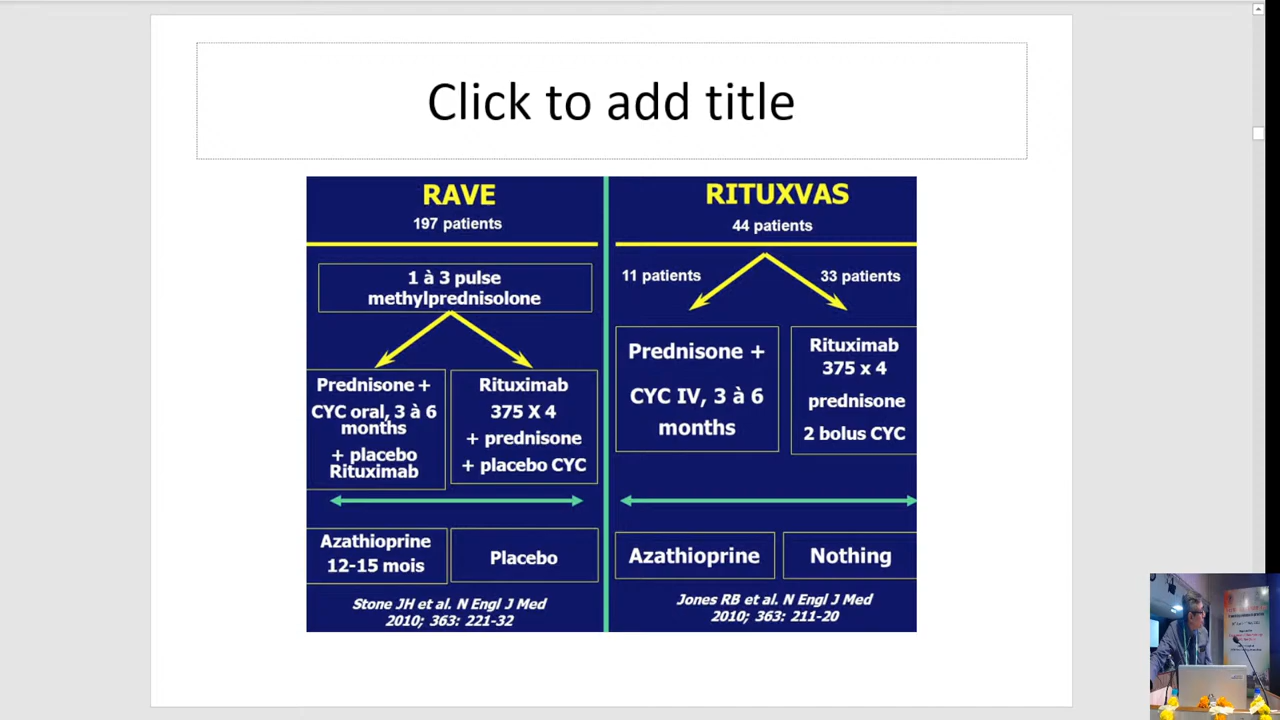 Click to add title
RAVE
197 patients
1 à 3 pulse
methylprednisolone
Prednisone +
CYC oral, 3 à 6
months
+ placebo
Rituximab
Rituximab
375 X 4
+ prednisone
+ placebo CYC
Azathioprine
12-15 mois
Placebo
Stone JH et al. N Engl J Med
2010; 363: 221-32
RITUXVAS
44 patients
11 patients
33 patients
Prednisone +
CYC IV, 3 à 6
months
Rituximab
375 x 4
prednisone
2 bolus CYC
Azathioprine
Nothing
Jones RB et al. N Engl J Med
2010; 363: 211-20